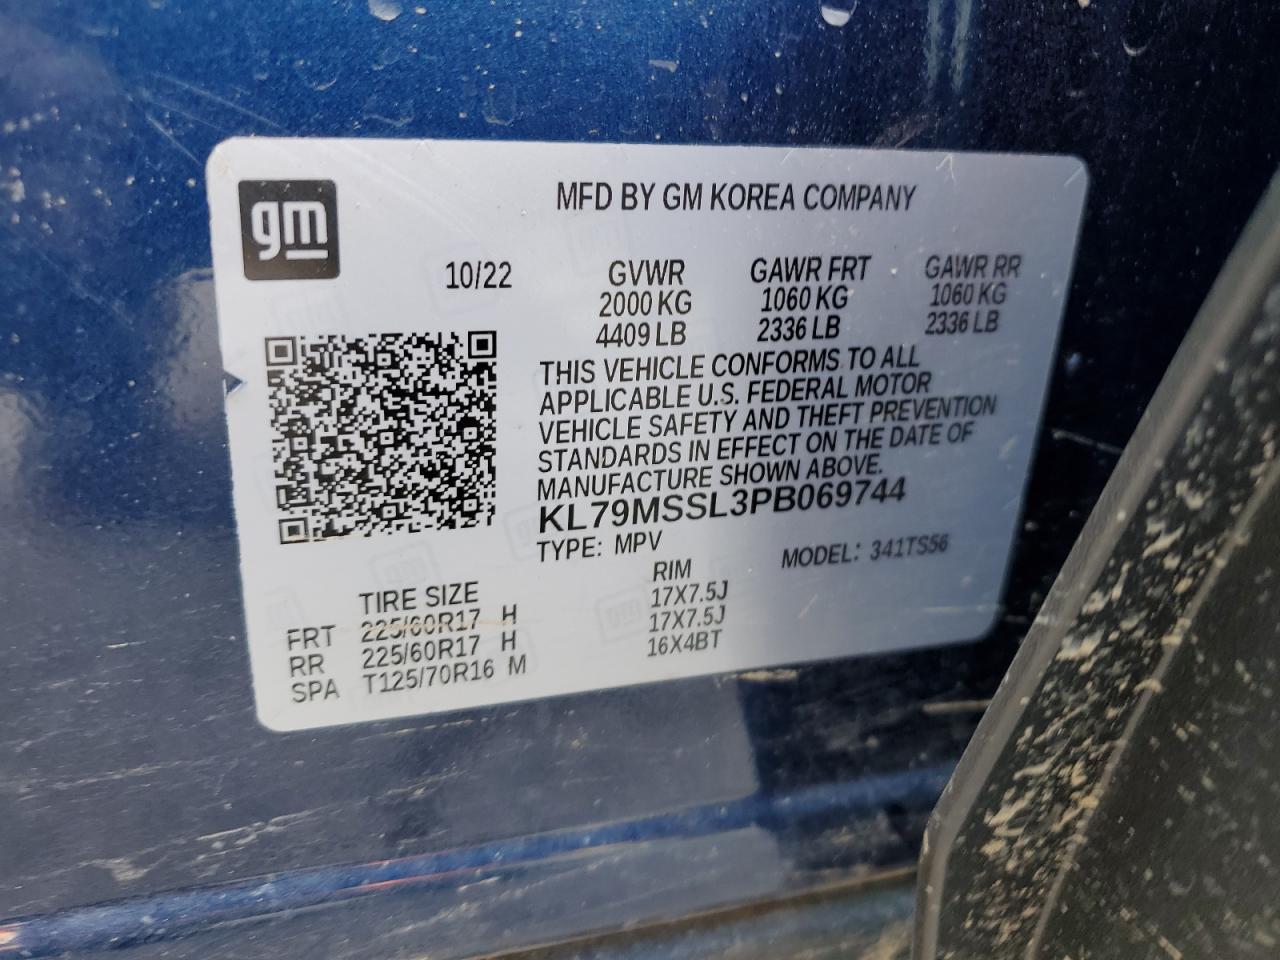 gm
MFD BY GM KOREA COMPANY
10/22 GVWR GAWR FRT GAWR RR
2000 KG 1060 KG 1060 KG
4409 LB 2336 LB 2336 LB
THIS VEHICLE CONFORMS TO ALL
APPLICABLE U.S. FEDERAL MOTOR
VEHICLE SAFETY AND THEFT PREVENTION
STANDARDS IN EFFECT ON THE DATE OF
MANUFACTURE SHOWN ABOVE.
KL79MSSL3PB069744
TYPE: MPV MODEL: 341TS56
TIRE SIZE RIM
FRT 225/60R17 H 17X7.5J
RR 225/60R17 H 17X7.5J
SPA T125/70R16 M 16X4BT